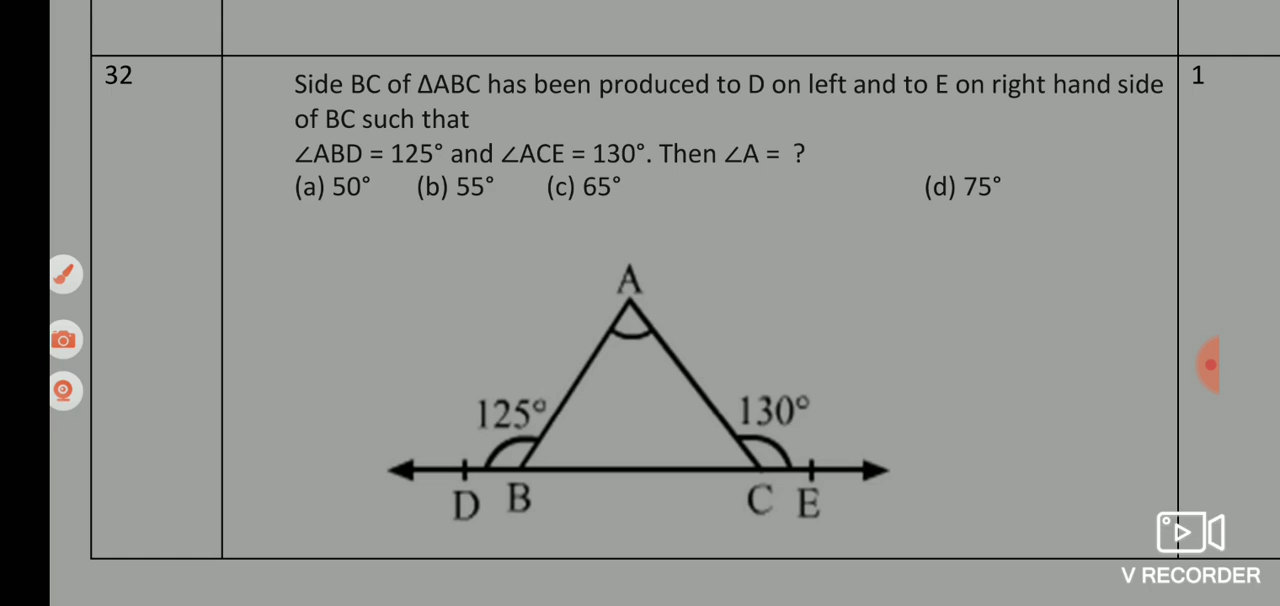 32
Side BC of ΔABC has been produced to D on left and to E on right hand side
1
of BC such that
∠ABD = 125° and ∠ACE = 130°. Then ∠A = ?
(a) 50° (b) 55° (c) 65° (d) 75°
A
125°
130°
D B C E
V RECORDER